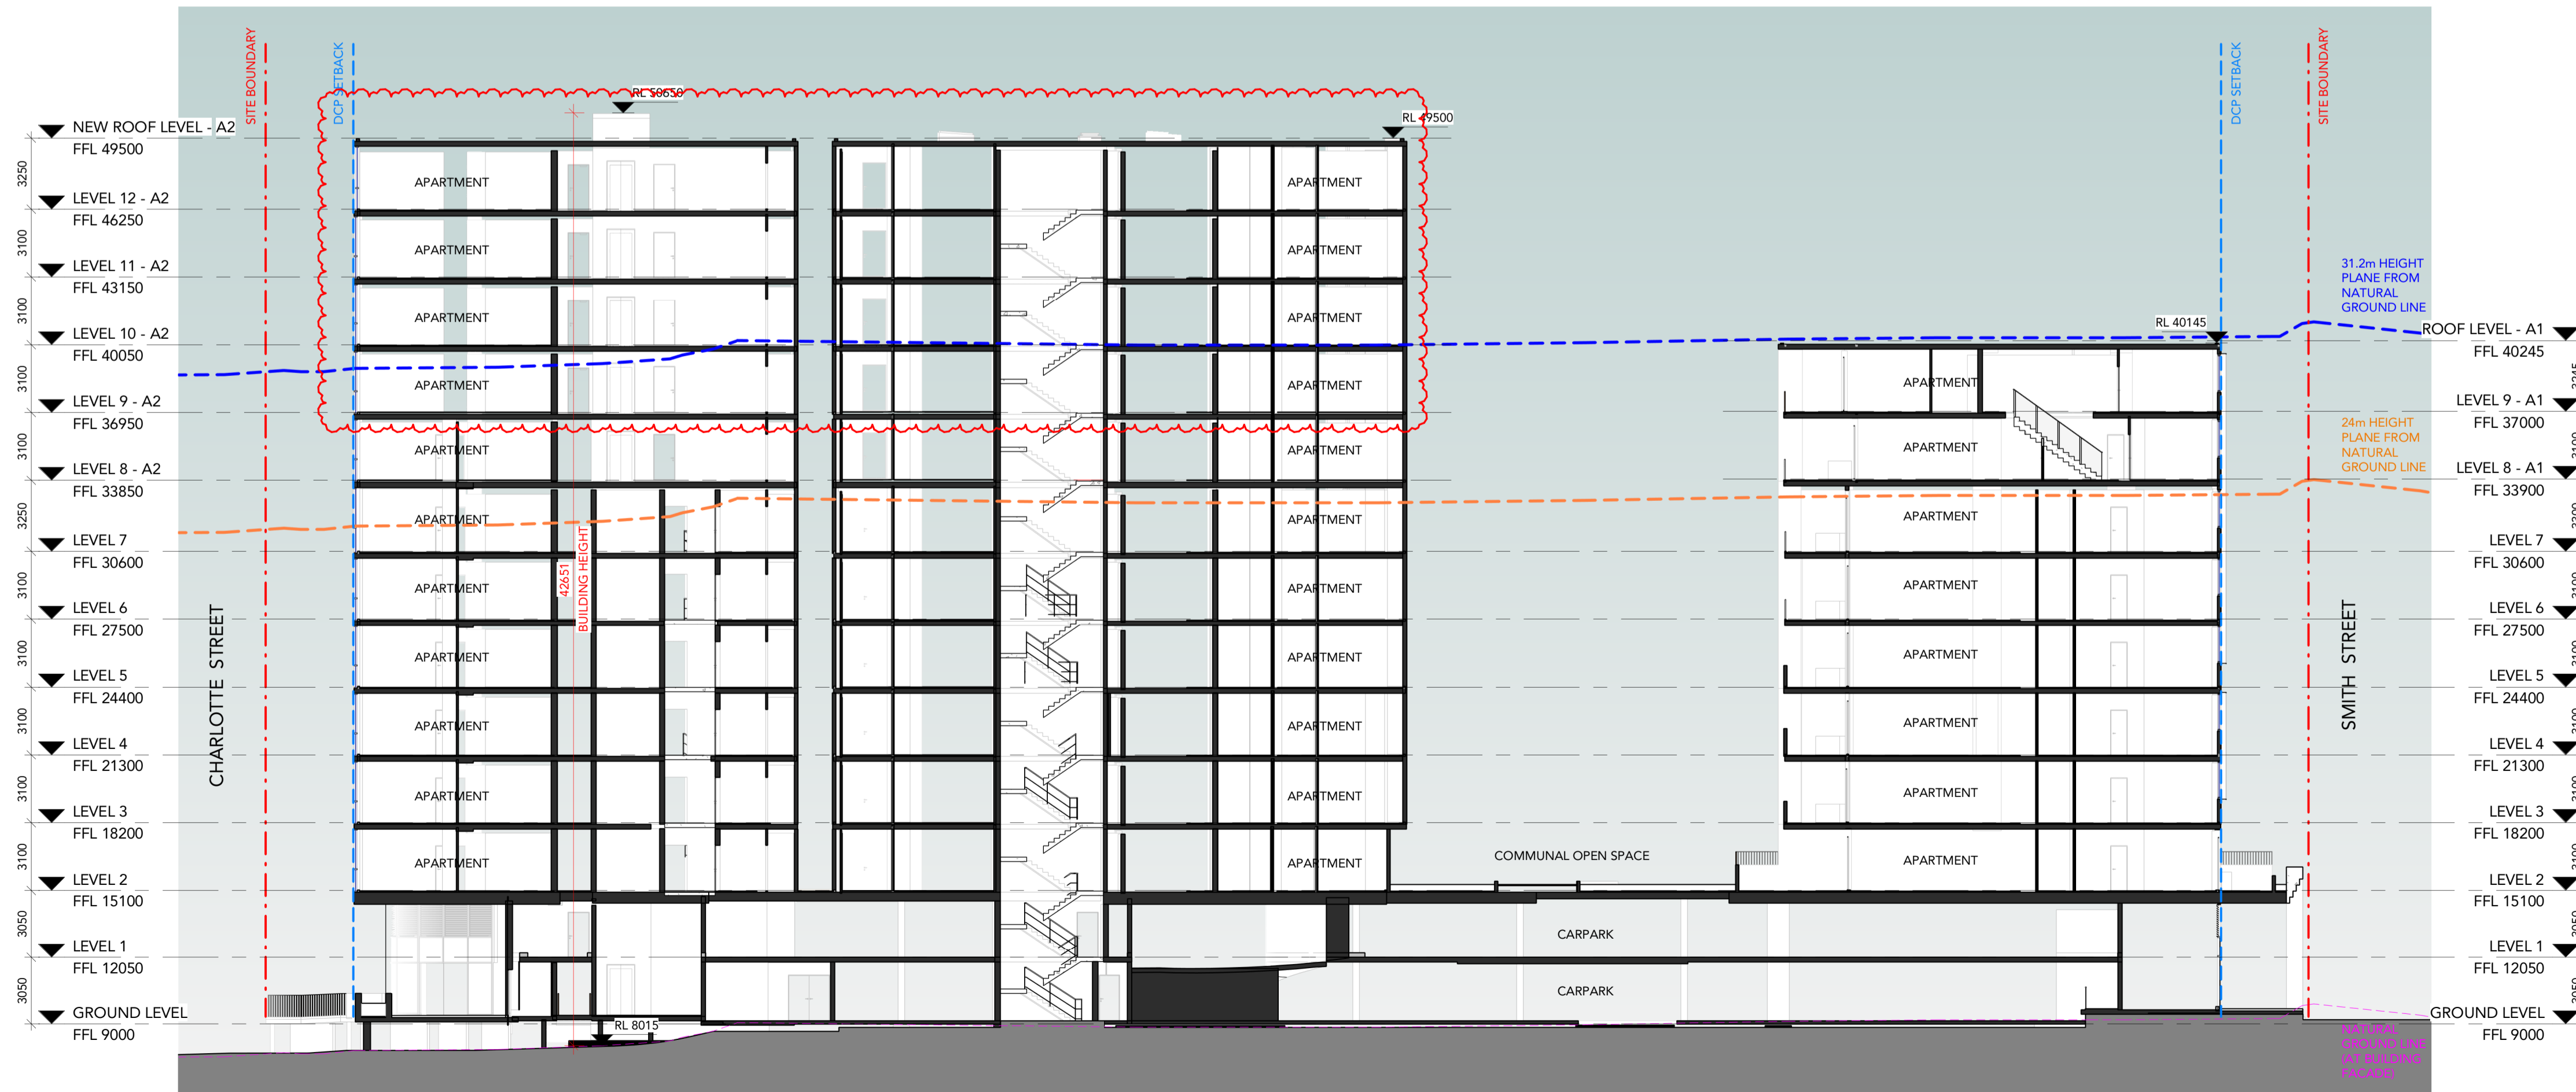 SITE BOUNDARY
DCP SETBACK
RL 50650
RL 49500
DCP SETBACK
SITE BOUNDARY
NEW ROOF LEVEL - A2
FFL 49500
3250
LEVEL 12 - A2
FFL 46250
3100
LEVEL 11 - A2
FFL 43150
3100
LEVEL 10 - A2
FFL 40050
3100
LEVEL 9 - A2
FFL 36950
3100
LEVEL 8 - A2
FFL 33850
3250
LEVEL 7
FFL 30600
3100
LEVEL 6
FFL 27500
3100
LEVEL 5
FFL 24400
3100
LEVEL 4
FFL 21300
3100
LEVEL 3
FFL 18200
3100
LEVEL 2
FFL 15100
3050
LEVEL 1
FFL 12050
3050
GROUND LEVEL
FFL 9000
CHARLOTTE STREET
APARTMENT
APARTMENT
APARTMENT
APARTMENT
APARTMENT
APARTMENT
APARTMENT
APARTMENT
APARTMENT
APARTMENT
APARTMENT
42651
BUILDING HEIGHT
RL 8015
APARTMENT
APARTMENT
APARTMENT
APARTMENT
APARTMENT
APARTMENT
APARTMENT
APARTMENT
APARTMENT
APARTMENT
APARTMENT
COMMUNAL OPEN SPACE
CARPARK
CARPARK
RL 40145
APARTMENT
APARTMENT
APARTMENT
APARTMENT
APARTMENT
APARTMENT
APARTMENT
APARTMENT
SMITH STREET
31.2m HEIGHT
PLANE FROM
NATURAL
GROUND LINE
24m HEIGHT
PLANE FROM
NATURAL
GROUND LINE
ROOF LEVEL - A1
FFL 40245
3245
LEVEL 9 - A1
FFL 37000
3100
LEVEL 8 - A1
FFL 33900
3300
LEVEL 7
FFL 30600
3100
LEVEL 6
FFL 27500
3100
LEVEL 5
FFL 24400
3100
LEVEL 4
FFL 21300
3100
LEVEL 3
FFL 18200
3100
LEVEL 2
FFL 15100
3050
LEVEL 1
FFL 12050
3050
GROUND LEVEL
FFL 9000
NATURAL
GROUND LINE
(AT BUILDING
FACADE)